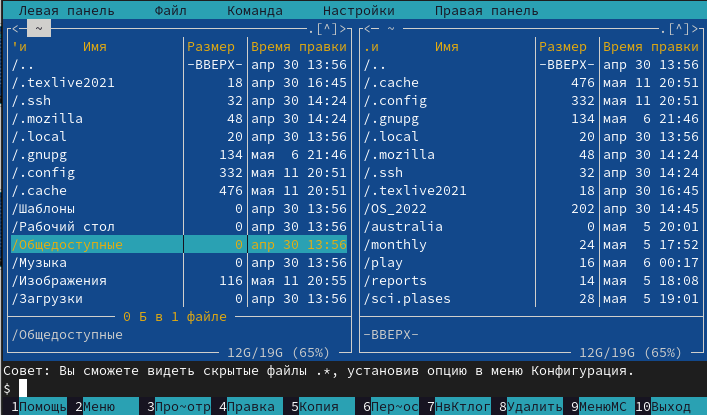 Левая панель Файл Команда Настройки Правая панель
<─ ~ ─ .[^]> <─ ~ ─ .[^]>
'и Имя Размер Время правки .и Имя Размер Время правки
/.. -ВВЕРХ- апр 30 13:56 /.. -ВВЕРХ- апр 30 13:56
/.texlive2021 18 апр 30 16:45 /.cache 476 мая 11 20:51
/.ssh 32 апр 30 14:24 /.config 332 мая 11 20:51
/.mozilla 48 апр 30 14:24 /.gnupg 134 мая 6 21:46
/.local 20 апр 30 13:56 /.local 20 апр 30 13:56
/.gnupg 134 мая 6 21:46 /.mozilla 48 апр 30 14:24
/.config 332 мая 11 20:51 /.ssh 32 апр 30 14:24
/.cache 476 мая 11 20:51 /.texlive2021 18 апр 30 16:45
/Шаблоны 0 апр 30 13:56 /OS_2022 202 апр 30 14:45
/Рабочий стол 0 апр 30 13:56 /australia 0 мая 5 20:01
/Общедоступные 0 апр 30 13:56 /monthly 24 мая 5 17:52
/Музыка 0 апр 30 13:56 /play 16 мая 6 00:17
/Изображения 116 мая 11 20:55 /reports 14 мая 5 18:08
/Загрузки 0 апр 30 13:56 /sci.plases 28 мая 5 19:01
0 Б в 1 файле
/Общедоступные -ВВЕРХ-
12G/19G (65%) 12G/19G (65%)
Совет: Вы сможете видеть скрытые файлы .*, установив опцию в меню Конфигурация.
$
1Помощь 2Меню 3Про~отр 4Правка 5Копия 6Пер~ос 7НвКтлог 8Удалить 9МенюМС 10Выход